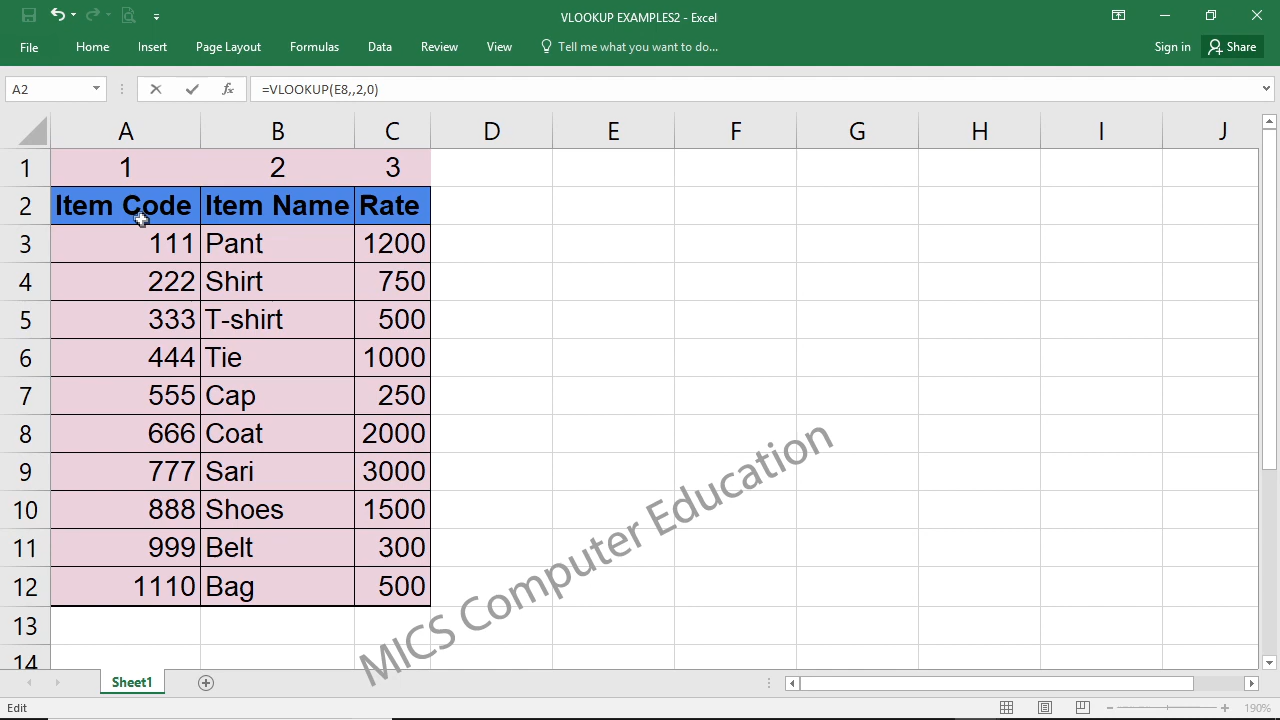 VLOOKUP EXAMPLES2 - Excel
File Home Insert Page Layout Formulas Data Review View Tell me what you want to do... Sign in Share
A2 fx =VLOOKUP(E8,,2,0)
A B C D E F G H I J
1 1 2 3
2 Item Code Item Name Rate
3 111 Pant 1200
4 222 Shirt 750
5 333 T-shirt 500
6 444 Tie 1000
7 555 Cap 250
8 666 Coat 2000
9 777 Sari 3000
10 888 Shoes 1500
11 999 Belt 300
12 1110 Bag 500
13
14
MICS Computer Education
Sheet1
Edit 190%